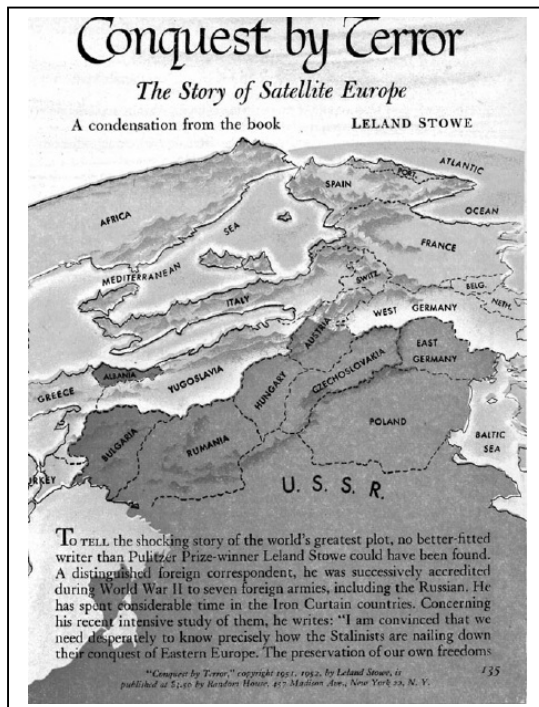 Conquest by Terror
The Story of Satellite Europe
A condensation from the book LELAND STOWE
ATLANTIC
PORT.
SPAIN
AFRICA
OCEAN
SEA
FRANCE
MEDITERRANEAN
SWITZ.
BELG.
ITALY
NETH.
WEST GERMANY
AUSTRIA
EAST
GERMANY
ALBANIA
YUGOSLAVIA
CZECHOSLOVAKIA
GREECE
HUNGARY
POLAND
BULGARIA
RUMANIA
BALTIC
SEA
TURKEY
U. S. S. R.
TO TELL the shocking story of the world's greatest plot, no better-fitted
writer than Pulitzer Prize-winner Leland Stowe could have been found.
A distinguished foreign correspondent, he was successively accredited
during World War II to seven foreign armies, including the Russian. He
has spent considerable time in the Iron Curtain countries. Concerning
his recent intensive study of them, he writes: "I am convinced that we
need desperately to know precisely how the Stalinists are nailing down
their conquest of Eastern Europe. The preservation of our own freedoms
"Conquest by Terror," copyright 1951, 1952, by Leland Stowe, is
published at $3.50 by Random House, 457 Madison Ave., New York 22, N. Y.
135